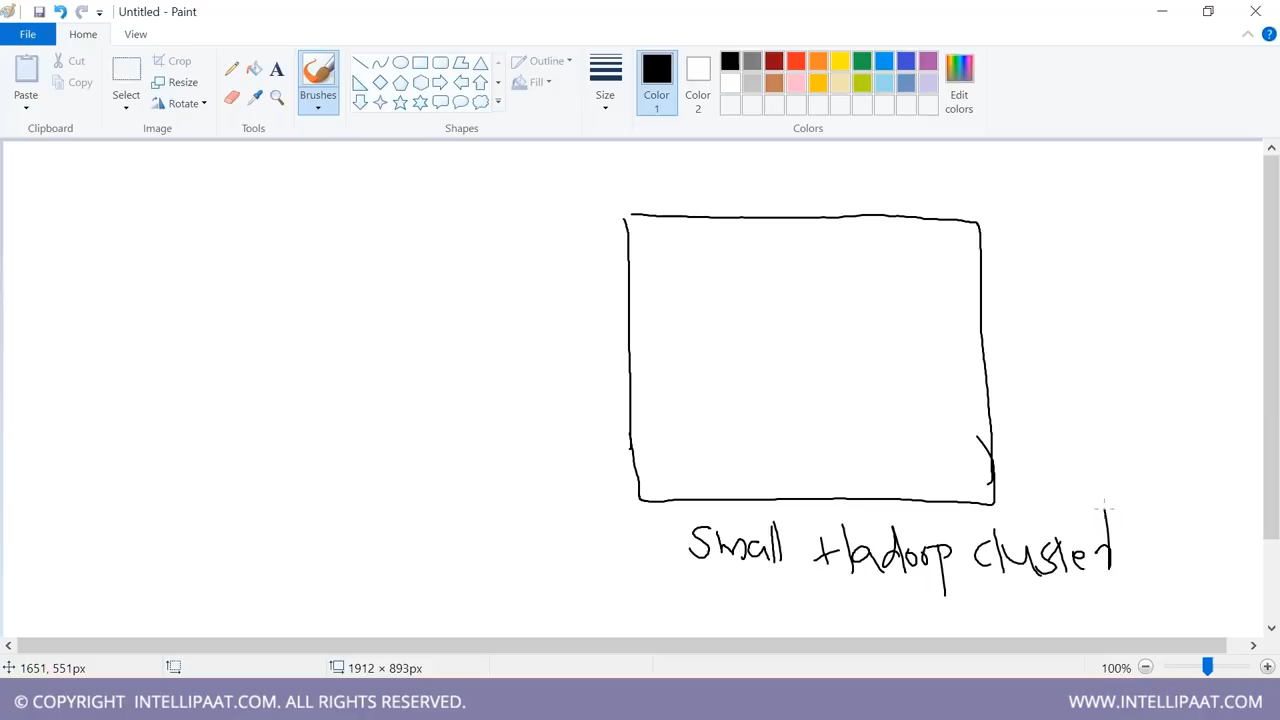 Untitled - Paint
File Home View
Paste
Cut
Copy
Clipboard
Select
Crop
Resize
Rotate
Image
Tools
Brushes
Shapes
Outline
Fill
Size
Color 1
Color 2
Edit colors
Colors
Small Hadoop cluster
1651, 551px
1912 × 893px
100%
© COPYRIGHT INTELLIPAAT.COM. ALL RIGHTS RESERVED.
WWW.INTELLIPAAT.COM